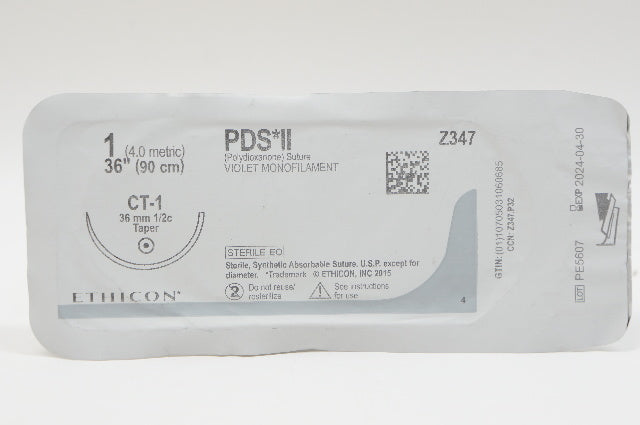 1 (4.0 metric)
36" (90 cm)
CT-1
36 mm 1/2c
Taper
ETHICON*
PDS*II
(Polydioxanone) Suture
VIOLET MONOFILAMENT
Z347
STERILE EO
Sterile, Synthetic Absorbable Suture, U.S.P. except for
diameter. *Trademark © ETHICON, INC 2015
2 Do not reuse/
resterilize
See instructions
for use
4
GTIN: (01)10705031060685
CCN: Z347.P32
EXP 2024-04-30
LOT PE5607